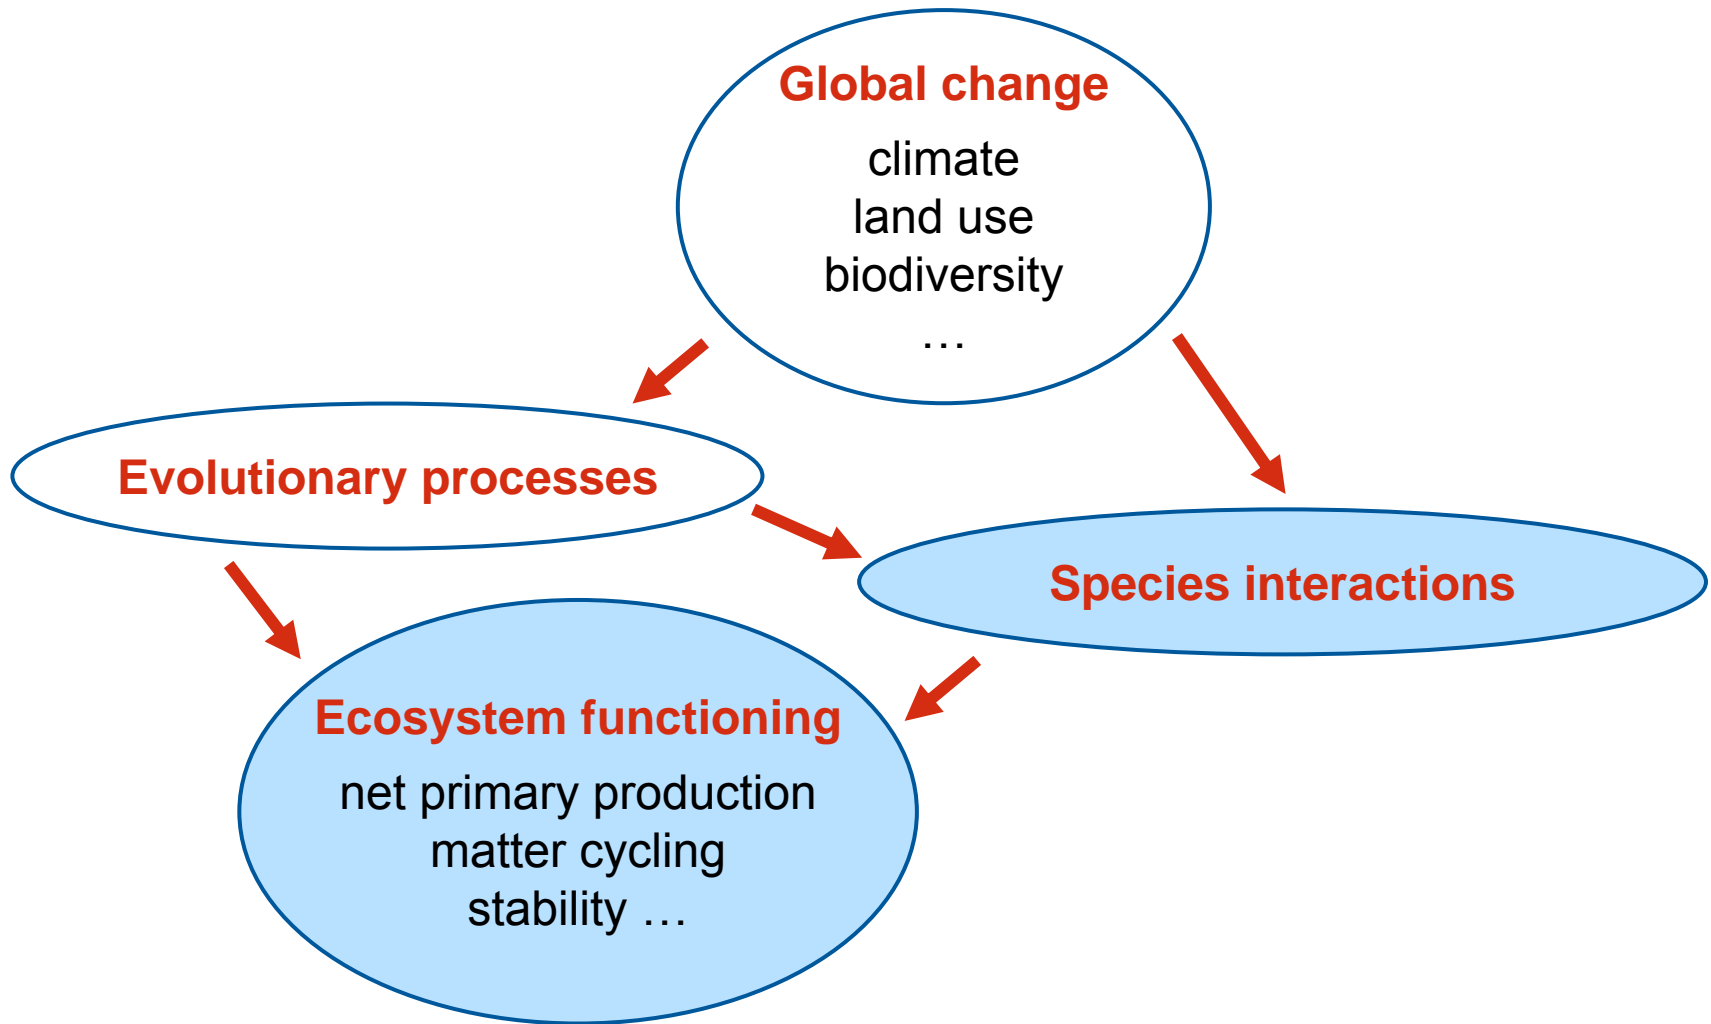 Global change
climate
land use
biodiversity
…
Evolutionary processes
Species interactions
Ecosystem functioning
net primary production
matter cycling
stability …